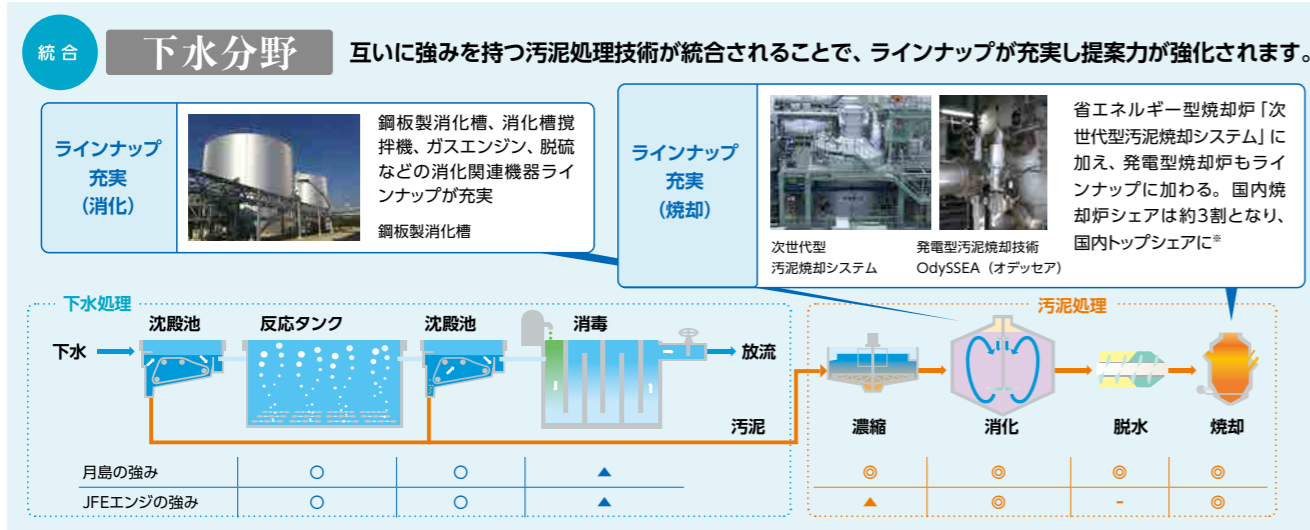 統合
下水分野
互いに強みを持つ汚泥処理技術が統合されることで、ラインナップが充実し提案力が強化されます。
ラインナップ
充実
(消化)
鋼板製消化槽、消化槽撹
拌機、ガスエンジン、脱硫
などの消化関連機器ライ
ンナップが充実
鋼板製消化槽
ラインナップ
充実
(焼却)
次世代型
汚泥焼却システム
発電型汚泥焼却技術
OdySSEA（オデッセア）
省エネルギー型焼却炉「次
世代型汚泥焼却システム」に
加え、発電型焼却炉もライ
ンナップに加わる。国内焼
却炉シェアは約3割となり、
国内トップシェアに※
下水処理
沈殿池 反応タンク 沈殿池 消毒
下水 放流
汚泥
汚泥処理
濃縮 消化 脱水 焼却
月島の強み ○ ○ ▲ ◎ ◎ ◎ ◎
JFEエンジの強み ○ ○ ▲ ▲ ◎ - ◎